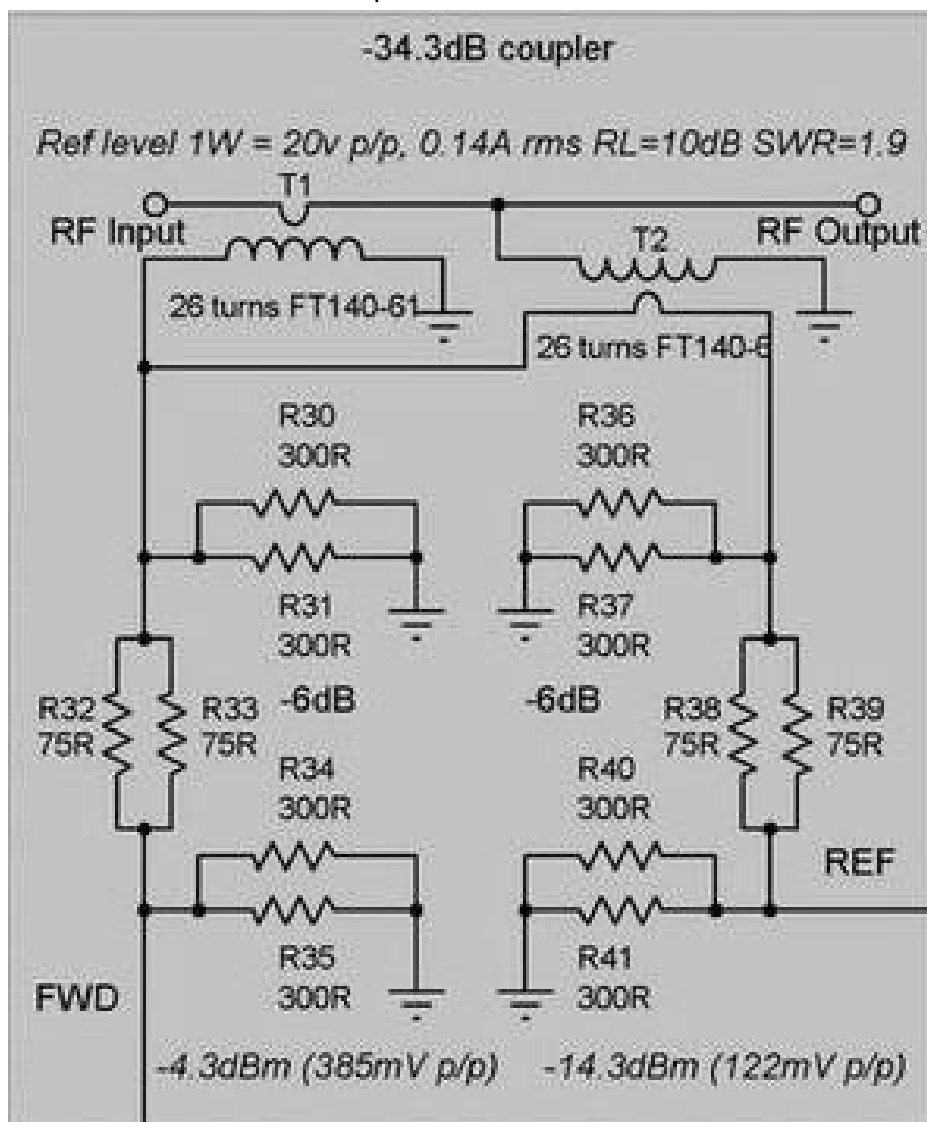 -34.3dB coupler
Ref level 1W = 20v p/p, 0.14A rms RL=10dB SWR=1.9
T1
RF Input
T2
RF Output
26 turns FT140-61
26 turns FT140-6
R30
300R
R36
300R
R31
300R
R37
300R
R32
75R
R33
75R
-6dB
-6dB
R38
75R
R39
75R
R34
300R
R40
300R
REF
R35
300R
R41
300R
FWD
-4.3dBm (385mV p/p)
-14.3dBm (122mV p/p)